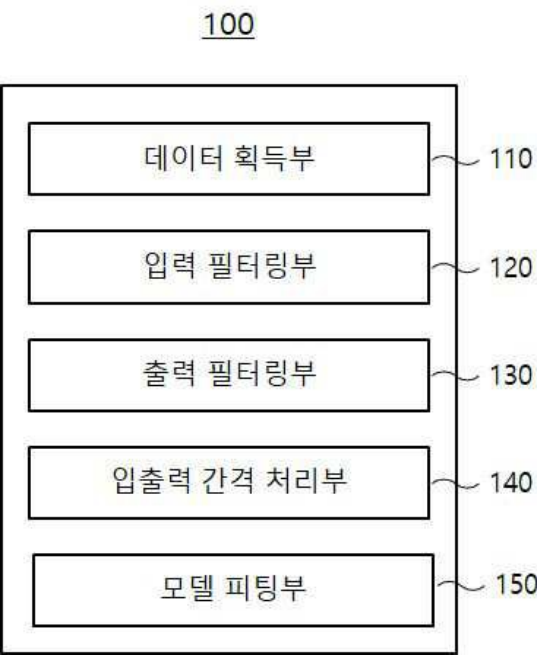 100
데이터 획득부 110
입력 필터링부 120
출력 필터링부 130
입출력 간격 처리부 140
모델 피팅부 150